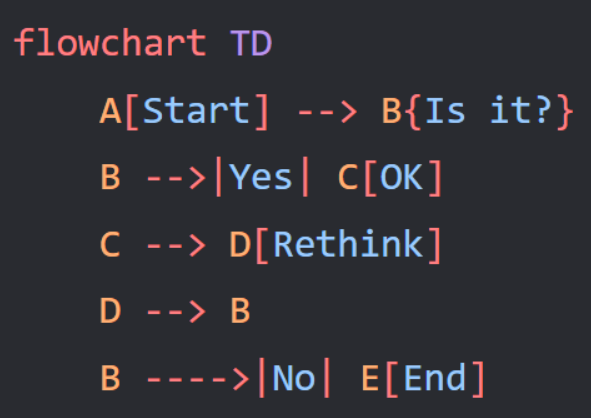 flowchart TD
    A[Start] --> B{Is it?}
    B -->|Yes| C[OK]
    C --> D[Rethink]
    D --> B
    B ---->|No| E[End]